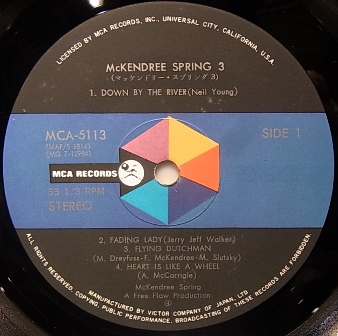 LICENSED BY MCA RECORDS, INC., UNIVERSAL CITY, CALIFORNIA, U.S.A.
McKENDREE SPRING 3
(マッケンドリー・スプリング 3)
1. DOWN BY THE RIVER(Neil Young)
MCA-5113
SIDE 1
(MAF/S 5814)
(MG 7-12984)
MCA RECORDS
33 1/3 RPM
STEREO
2. FADING LADY(Jerry Jeff Walker)
3. FLYING DUTCHMAN
(M. Dreyfuss-F. McKendree-M. Slutsky)
4. HEART IS LIKE A WHEEL
(A. McGarrigle)
McKendree Spring
A Free Flow Production
④
ALL RIGHTS RESERVED. UNAUTHORIZED COPYING, PUBLIC PERFORMANCE, BROADCASTING OF THESE RECORDS ARE FORBIDDEN.
MANUFACTURED BY VICTOR COMPANY OF JAPAN, LTD